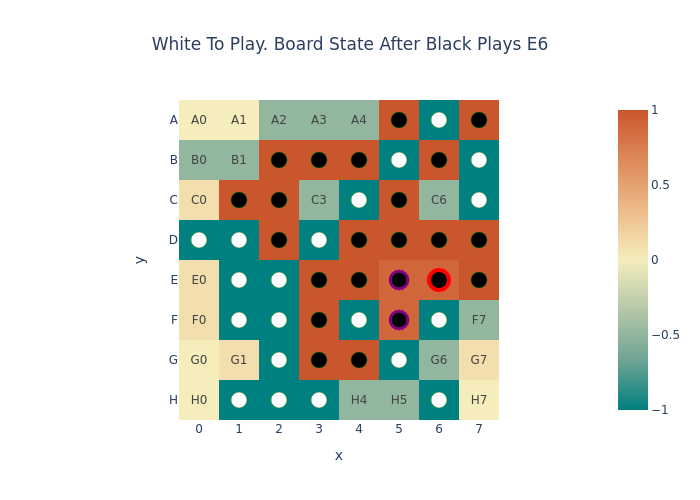 White To Play. Board State After Black Plays E6
A A0 A1 A2 A3 A4
B B0 B1
C C0 C3 C6
D
E E0
F F0 F7
G G0 G1 G6 G7
H H0 H4 H5 H7
0 1 2 3 4 5 6 7
x
y
1
0.5
0
−0.5
−1